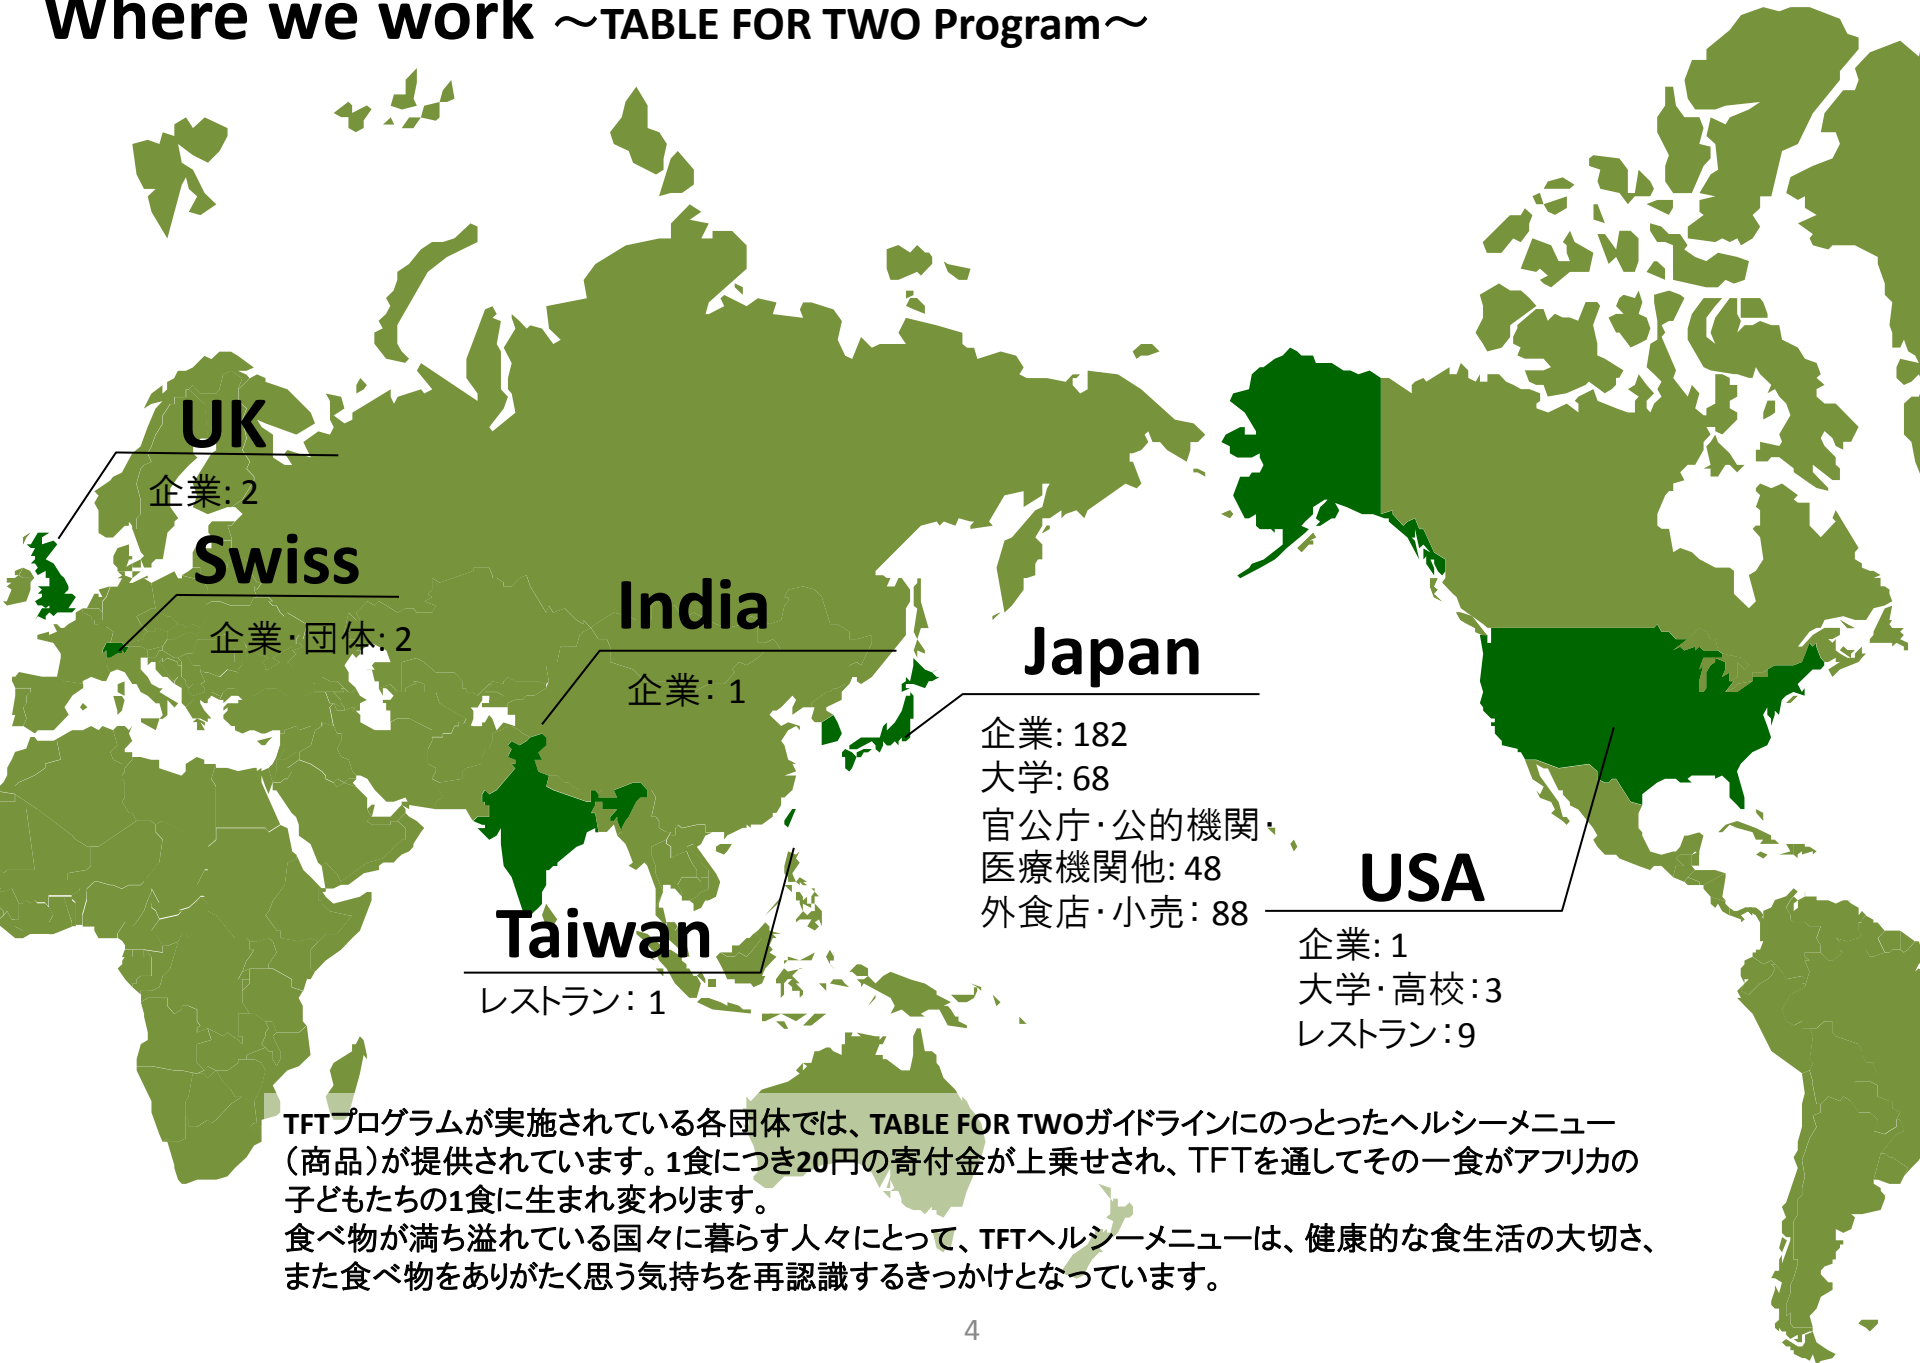 Where we work ～TABLE FOR TWO Program～
UK
企業: 2
Swiss
企業・団体: 2
India
企業： 1
Japan
企業: 182
大学: 68
官公庁・公的機関・
医療機関他: 48
外食店・小売： 88
Taiwan
レストラン： 1
USA
企業: 1
大学・高校：3
レストラン：9
TFTプログラムが実施されている各団体では、TABLE FOR TWOガイドラインにのっとったヘルシーメニュー
（商品）が提供されています。1食につき20円の寄付金が上乗せされ、TFTを通してその一食がアフリカの
子どもたちの1食に生まれ変わります。
食べ物が満ち溢れている国々に暮らす人々にとって、TFTヘルシーメニューは、健康的な食生活の大切さ、
また食べ物をありがたく思う気持ちを再認識するきっかけとなっています。
4